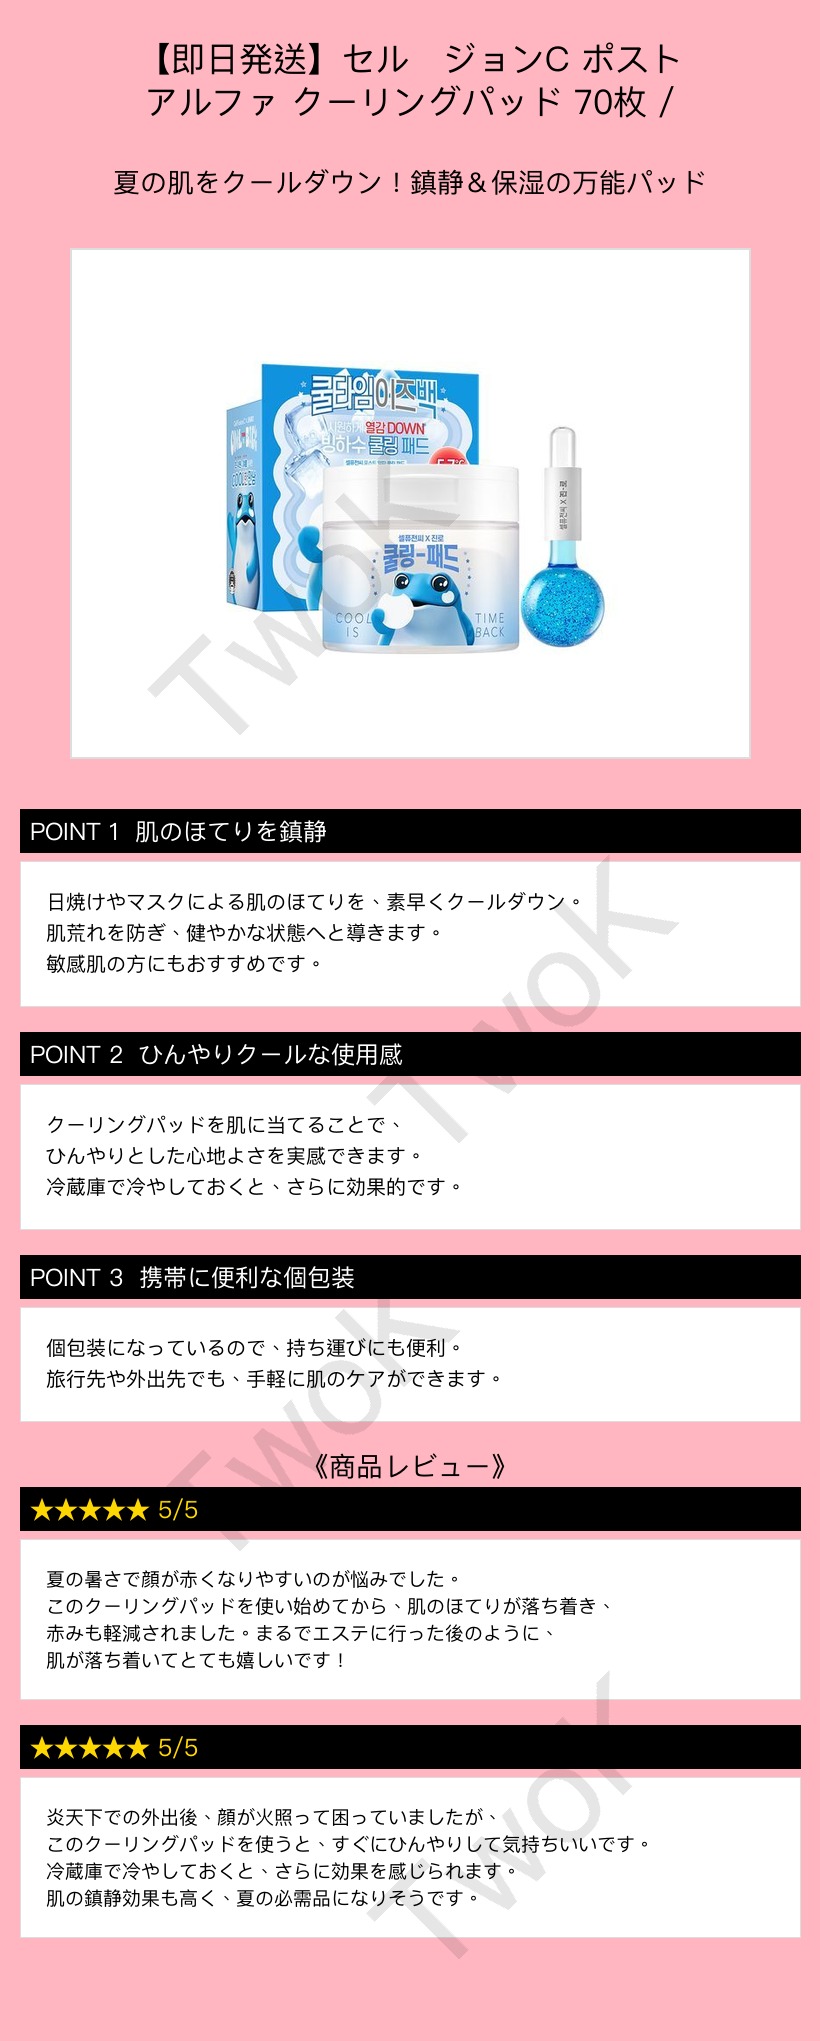 【即日発送】セル　ジョンC ポスト
アルファ クーリングパッド 70枚 /
夏の肌をクールダウン！鎮静＆保湿の万能パッド
쿨타임이즈백
시원하게 열감 DOWN
빙하수 쿨링 패드
셀퓨전씨 X 진로
쿨링-패드
COOL TIME
IS BACK
TwoK
POINT 1 肌のほてりを鎮静
日焼けやマスクによる肌のほてりを、素早くクールダウン。
肌荒れを防ぎ、健やかな状態へと導きます。
敏感肌の方にもおすすめです。
TwoK
POINT 2 ひんやりクールな使用感
クーリングパッドを肌に当てることで、
ひんやりとした心地よさを実感できます。
冷蔵庫で冷やしておくと、さらに効果的です。
POINT 3 携帯に便利な個包装
個包装になっているので、持ち運びにも便利。
旅行先や外出先でも、手軽に肌のケアができます。
TwoK
《商品レビュー》
★★★★★ 5/5
夏の暑さで顔が赤くなりやすいのが悩みでした。
このクーリングパッドを使い始めてから、肌のほてりが落ち着き、
赤みも軽減されました。まるでエステに行った後のように、
肌が落ち着いてとても嬉しいです！
★★★★★ 5/5
炎天下での外出後、顔が火照って困っていましたが、
このクーリングパッドを使うと、すぐにひんやりして気持ちいいです。
冷蔵庫で冷やしておくと、さらに効果を感じられます。
肌の鎮静効果も高く、夏の必需品になりそうです。
TwoK